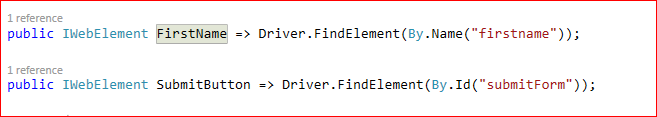 1 reference
public IWebElement FirstName => Driver.FindElement(By.Name("firstname"));
1 reference
public IWebElement SubmitButton => Driver.FindElement(By.Id("submitForm"));